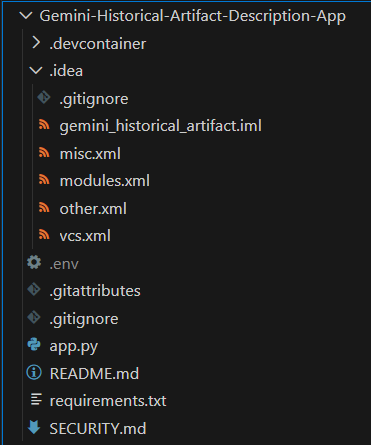 Gemini-Historical-Artifact-Description-App
.devcontainer
.idea
.gitignore
gemini_historical_artifact.iml
misc.xml
modules.xml
other.xml
vcs.xml
.env
.gitattributes
.gitignore
app.py
README.md
requirements.txt
SECURITY.md